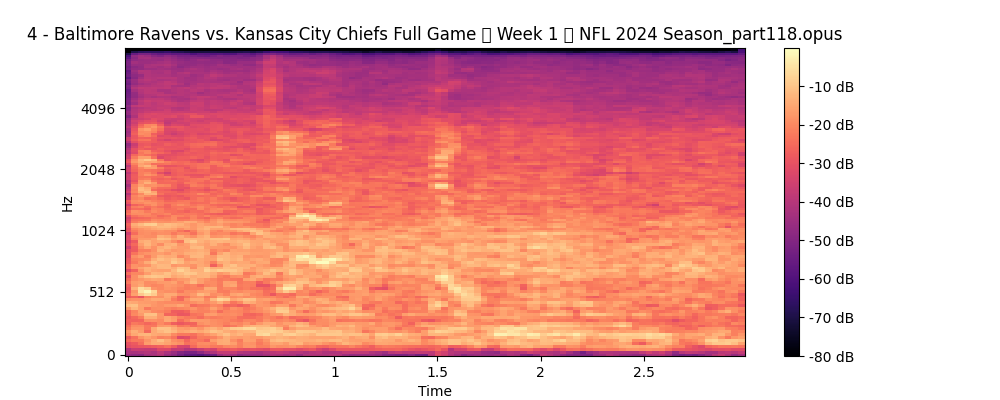 4 - Baltimore Ravens vs. Kansas City Chiefs Full Game ▯ Week 1 ▯ NFL 2024 Season_part118.opus
4096
2048
1024
512
0
Hz
0
0.5
1
1.5
2
2.5
Time
-10 dB
-20 dB
-30 dB
-40 dB
-50 dB
-60 dB
-70 dB
-80 dB